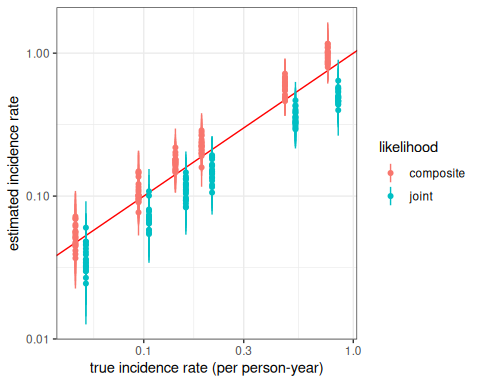 1.00
0.10
0.01
estimated incidence rate
0.1
0.3
1.0
true incidence rate (per person-year)
likelihood
composite
joint